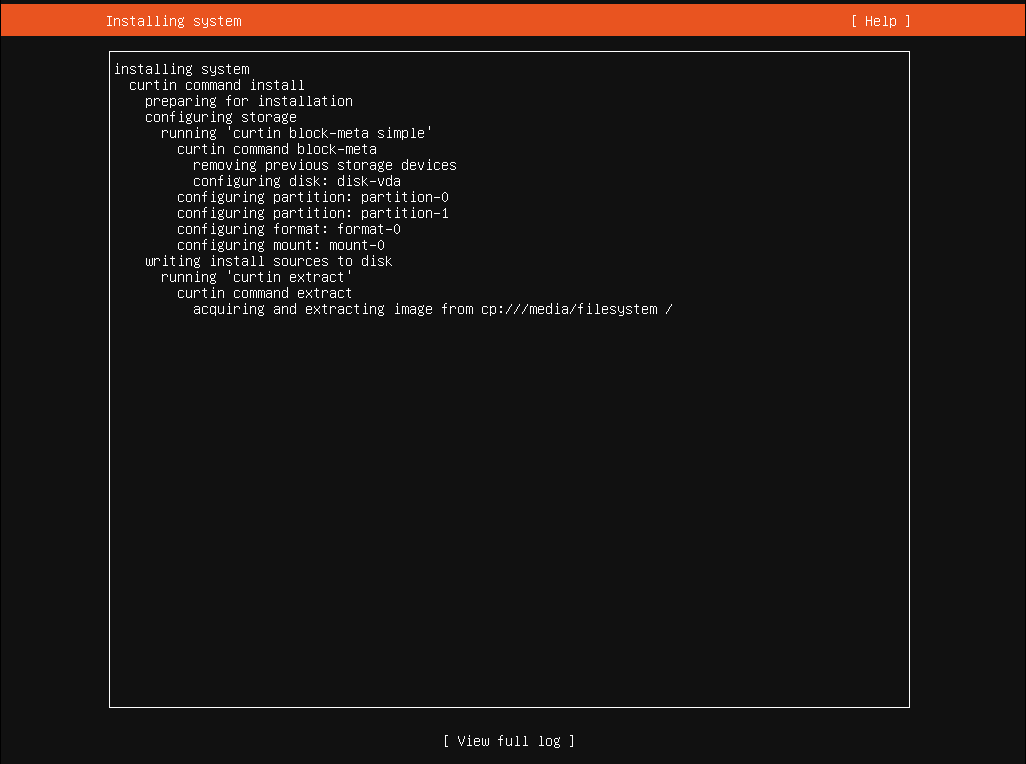 Installing system [ Help ]
installing system
curtin command install
preparing for installation
configuring storage
running 'curtin block-meta simple'
curtin command block-meta
removing previous storage devices
configuring disk: disk-vda
configuring partition: partition-0
configuring partition: partition-1
configuring format: format-0
configuring mount: mount-0
writing install sources to disk
running 'curtin extract'
curtin command extract
acquiring and extracting image from cp:///media/filesystem /
[ View full log ]